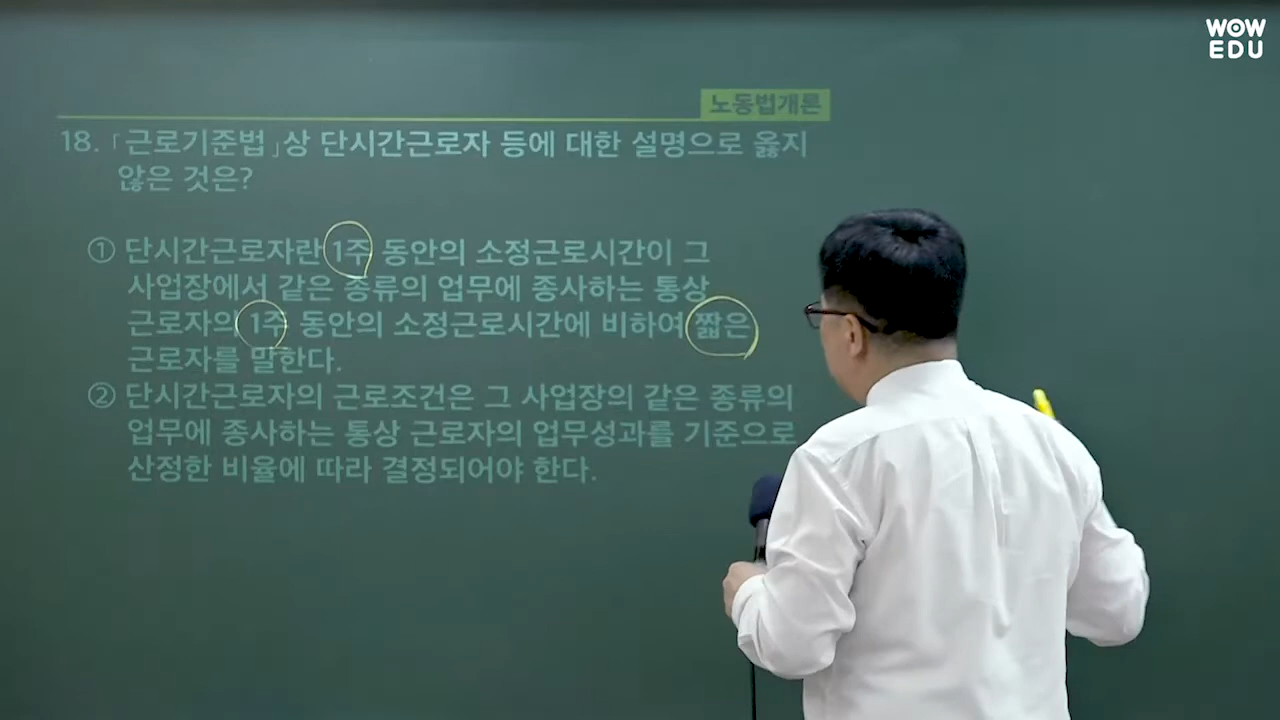 WOW
EDU
노동법개론
18. 「근로기준법」상 단시간근로자 등에 대한 설명으로 옳지
않은 것은?
① 단시간근로자란 1주 동안의 소정근로시간이 그
사업장에서 같은 종류의 업무에 종사하는 통상
근로자의 1주 동안의 소정근로시간에 비하여 짧은
근로자를 말한다.
② 단시간근로자의 근로조건은 그 사업장의 같은 종류의
업무에 종사하는 통상 근로자의 업무성과를 기준으로
산정한 비율에 따라 결정되어야 한다.